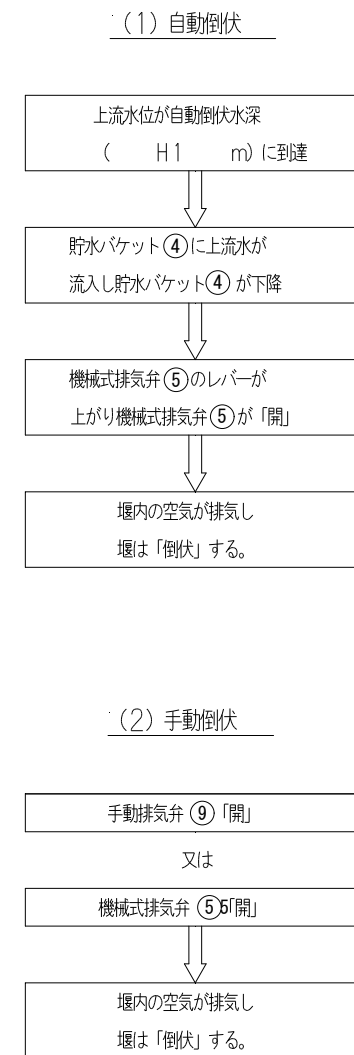 (1) 自動倒伏
上流水位が自動倒伏水深
( H1 m) に到達
貯水バケット④に上流水が
流入し貯水バケット④が下降
機械式排気弁⑤のレバーが
上がり機械式排気弁⑤が「開」
堰内の空気が排気し
堰は「倒伏」する。
(2) 手動倒伏
手動排気弁⑨「開」
又は
機械式排気弁⑤5「開」
堰内の空気が排気し
堰は「倒伏」する。